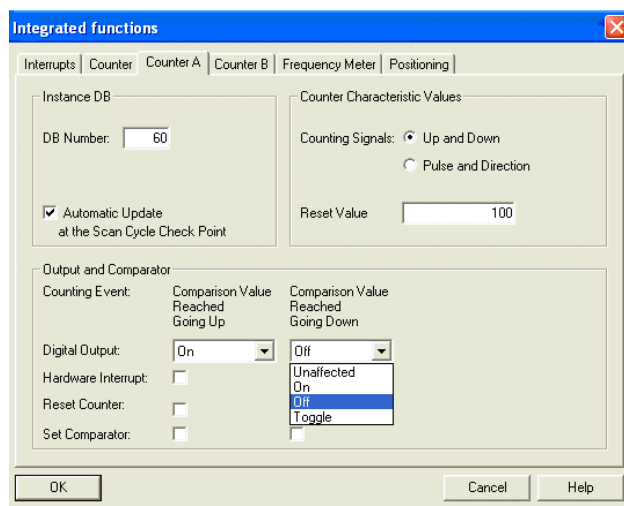 Integrated functions
Interrupts Counter Counter A Counter B Frequency Meter Positioning
Instance DB
DB Number: 60
Automatic Update
at the Scan Cycle Check Point
Counter Characteristic Values
Counting Signals: Up and Down
Pulse and Direction
Reset Value 100
Output and Comparator
Counting Event: Comparison Value Comparison Value
Reached Reached
Going Up Going Down
Digital Output: On Off
Unaffected
Hardware Interrupt: On
Off
Reset Counter: Toggle
Set Comparator:
OK Cancel Help